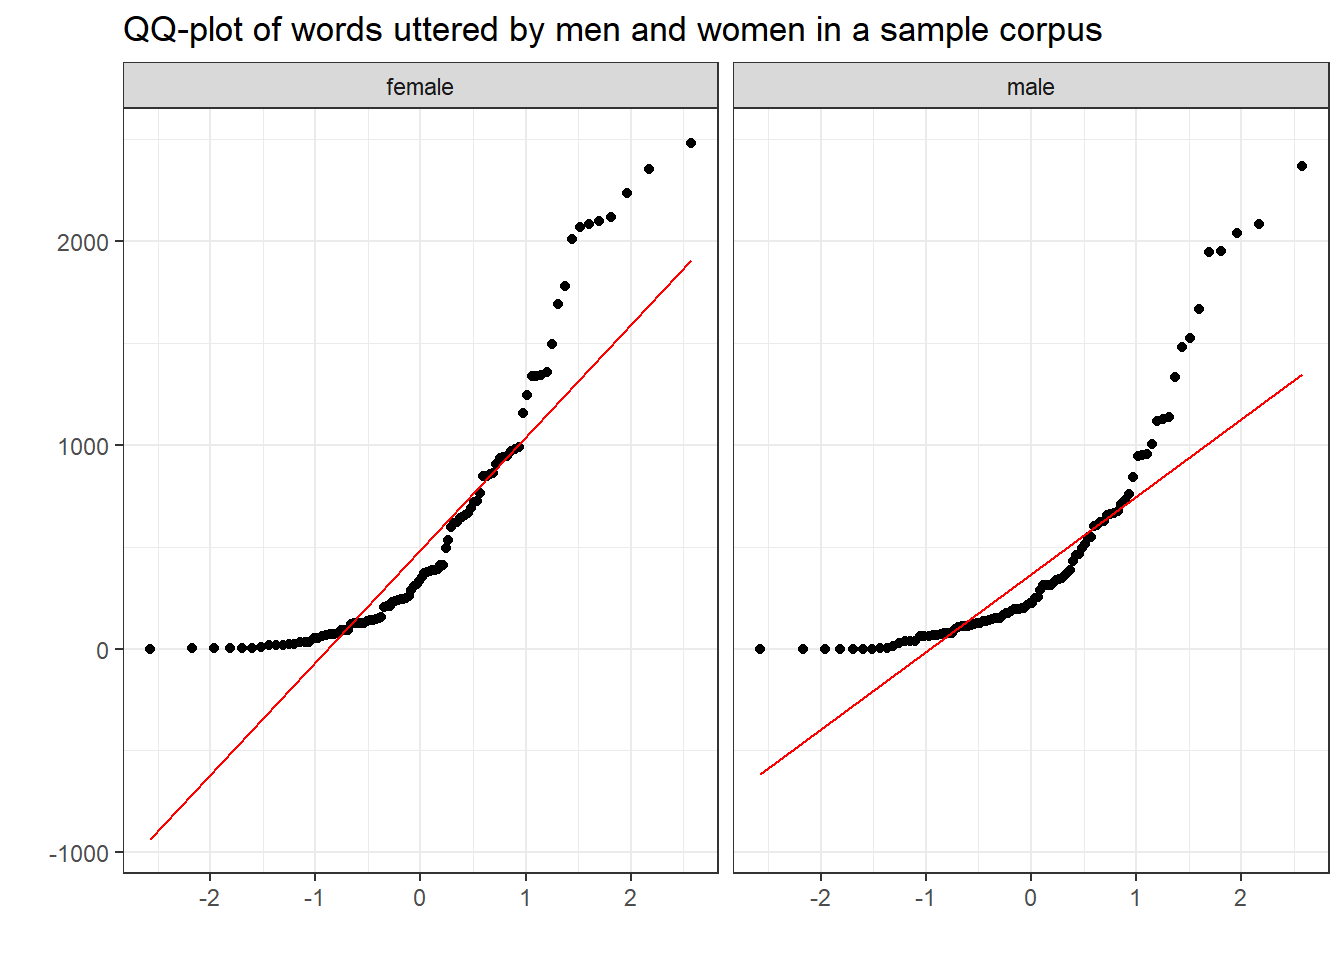 QQ-plot of words uttered by men and women in a sample corpus
female
male
2000
1000
0
-1000
-2 -1 0 1 2
-2 -1 0 1 2